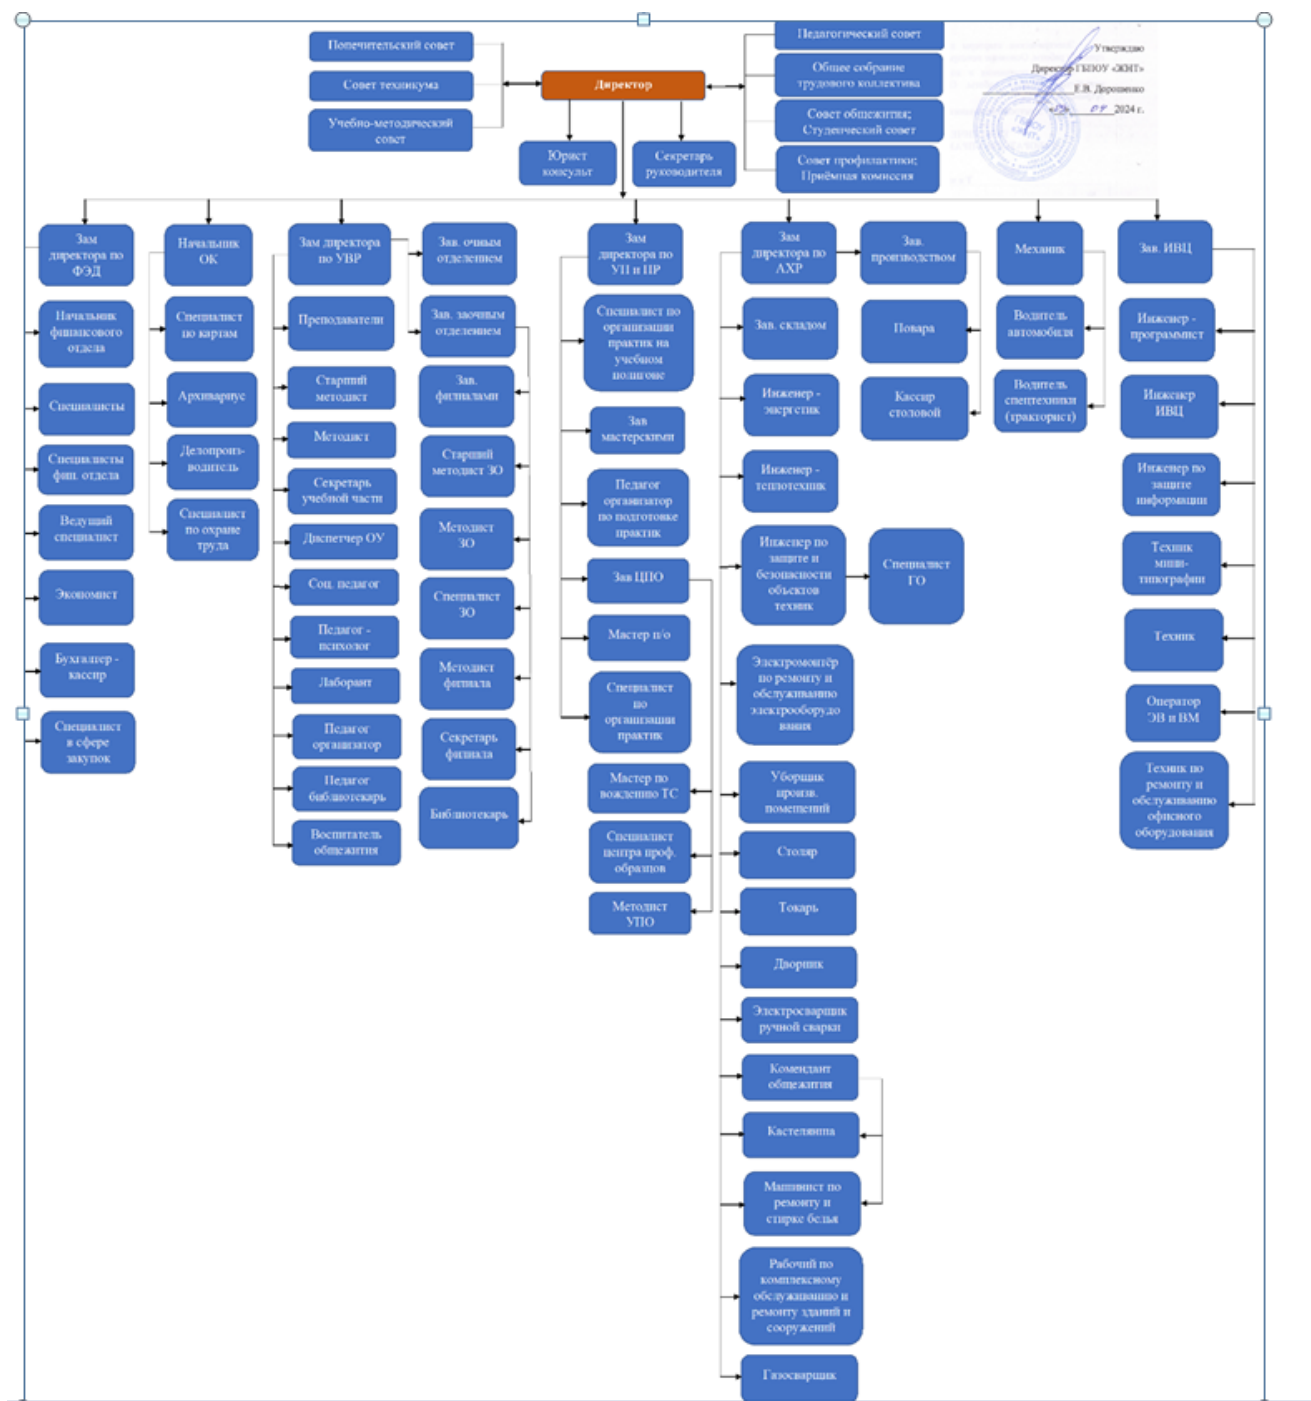 Попечительский совет
Совет техникума
Учебно-методический
совет
Директор
Юрист
консульт
Секретарь
руководителя
Педагогический совет
Общее собрание
трудового коллектива
Совет общежития;
Студенческий совет
Совет профилактики;
Приёмная комиссия
Утверждаю
Директор ГБПОУ «ЖНТ»
Е.В. Дорошенко
2024 г.
Зам
директора по
ФЭД
Начальник
финансового
отдела
Специалисты
Специалисты
фин. отдела
Ведущий
специалист
Экономист
Бухгалтер -
кассир
Специалист
в сфере
закупок
Начальник
ОК
Специалист
по картам
Архивариус
Делопроиз-
водитель
Специалист
по охране
труда
Зам директора
по УВР
Преподаватели
Старший
методист
Методист
Секретарь
учебной части
Диспетчер ОУ
Соц. педагог
Педагог -
психолог
Лаборант
Педагог
организатор
Педагог
библиотекарь
Воспитатель
общежития
Зав. очным
отделением
Зав. заочным
отделением
Зав.
филиалами
Старший
методист ЗО
Методист
ЗО
Специалист
ЗО
Методист
филиала
Секретарь
филиала
Библиотекарь
Зам
директора по
УП и ПР
Специалист по
организации
практик на
учебном
полигоне
Зав
мастерскими
Педагог
организатор
по подготовке
практик
Зав ЦПО
Мастер п/о
Специалист
по
организации
практик
Мастер по
вождению ТС
Специалист
центра проф.
образцов
Методист
УПО
Зам
директора по
АХР
Зав. складом
Инженер -
энергетик
Инженер -
теплотехник
Инженер по
защите и
безопасности
объектов
техник
Специалист
ГО
Электромонтёр
по ремонту и
обслуживанию
электрооборудо
вания
Уборщик
произв.
помещений
Столяр
Токарь
Дворник
Электросварщик
ручной сварки
Комендант
общежития
Кастелянша
Машинист по
ремонту и
стирке белья
Рабочий по
комплексному
обслуживанию и
ремонту зданий и
сооружений
Газосварщик
Зав.
производством
Повара
Кассир
столовой
Механик
Водитель
автомобиля
Водитель
спецтехники
(тракторист)
Зав. ИВЦ
Инженер -
программист
Инженер
ИВЦ
Инженер по
защите
информации
Техник
мини-
типографии
Техник
Оператор
ЭВ и ВМ
Техник по
ремонту и
обслуживанию
офисного
оборудования